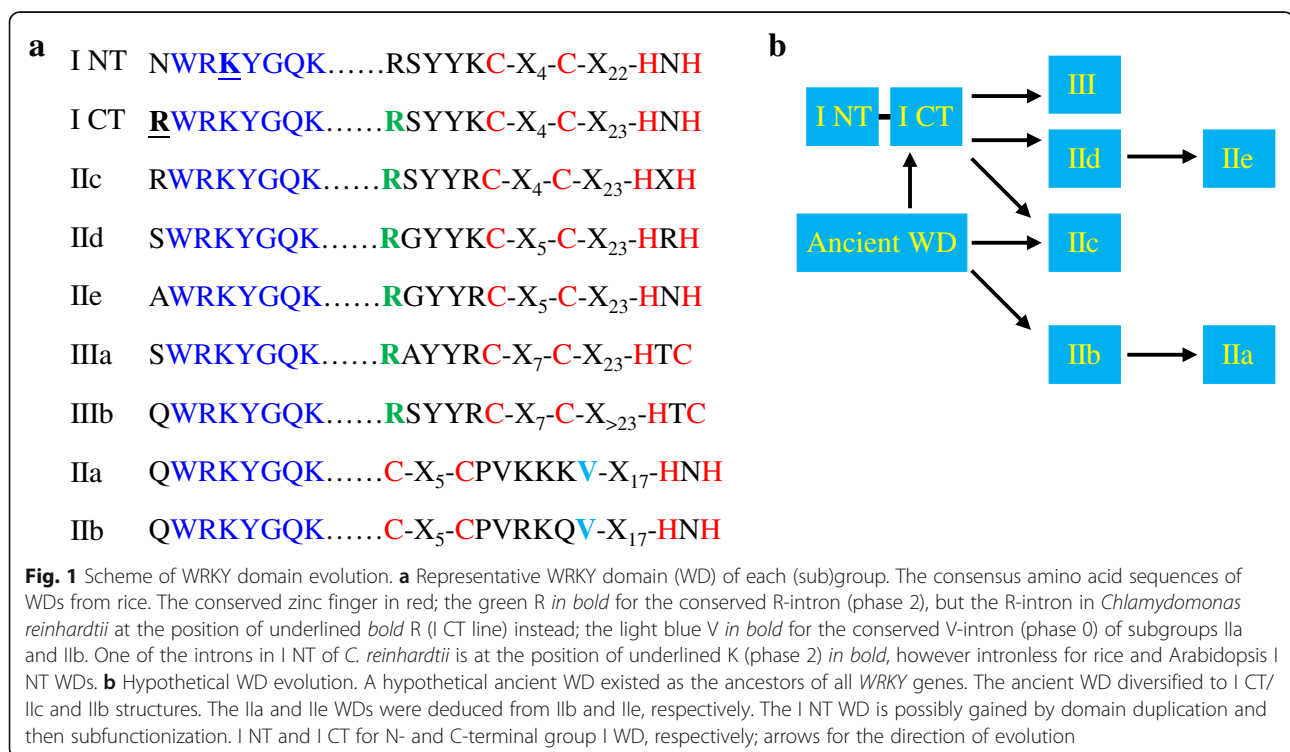 a
I NT NWRKYGQK......RSYYKC-X4-C-X22-HNH
I CT RWRKYGQK......RSYYKC-X4-C-X23-HNH
IIc RWRKYGQK......RSYYRC-X4-C-X23-HXH
IId SWRKYGQK......RGYYKC-X5-C-X23-HRH
IIe AWRKYGQK......RGYYRC-X5-C-X23-HNH
IIIa SWRKYGQK......RAYYRC-X7-C-X23-HTC
IIIb QWRKYGQK......RSYYRC-X7-C-X>23-HTC
IIa QWRKYGQK......C-X5-CPVKKKV-X17-HNH
IIb QWRKYGQK......C-X5-CPVRKQV-X17-HNH
b
III
I NT I CT
IId IIe
Ancient WD IIc
IIb IIa
Fig. 1 Scheme of WRKY domain evolution. a Representative WRKY domain (WD) of each (sub)group. The consensus amino acid sequences of
WDs from rice. The conserved zinc finger in red; the green R in bold for the conserved R-intron (phase 2), but the R-intron in Chlamydomonas
reinhardtii at the position of underlined bold R (I CT line) instead; the light blue V in bold for the conserved V-intron (phase 0) of subgroups IIa
and IIb. One of the introns in I NT of C. reinhardtii is at the position of underlined K (phase 2) in bold, however intronless for rice and Arabidopsis I
NT WDs. b Hypothetical WD evolution. A hypothetical ancient WD existed as the ancestors of all WRKY genes. The ancient WD diversified to I CT/
IIc and IIb structures. The IIa and IIe WDs were deduced from IIb and IIe, respectively. The I NT WD is possibly gained by domain duplication and
then subfunctionization. I NT and I CT for N- and C-terminal group I WD, respectively; arrows for the direction of evolution